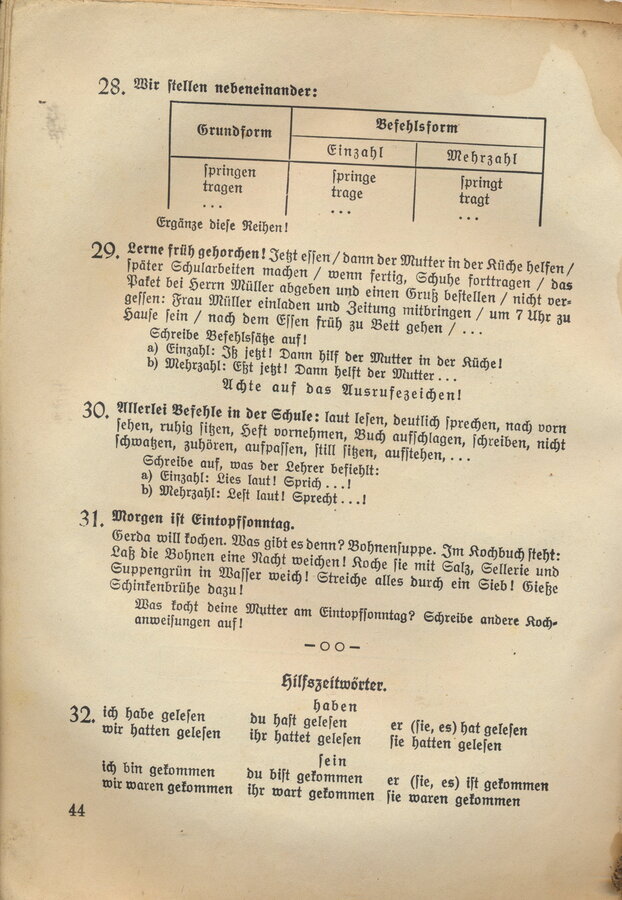 28. Wir stellen nebeneinander:
Grundform Befehlsform
Einzahl Mehrzahl
springen springe springt
tragen trage tragt
... ... ...
Ergänze diese Reihen!
29. Lerne früh gehorchen! Jetzt essen / dann der Mutter in der Küche helfen /
später Schularbeiten machen / wenn fertig, Schuhe forttragen / das
Paket bei Herrn Müller abgeben und einen Gruß bestellen / nicht ver-
gessen: Frau Müller einladen und Zeitung mitbringen / um 7 Uhr zu
Hause sein / nach dem Essen früh zu Bett gehen / ...
Schreibe Befehlssätze auf!
a) Einzahl: Iß jetzt! Dann hilf der Mutter in der Küche!
b) Mehrzahl: Eßt jetzt! Dann helft der Mutter ...
Achte auf das Ausrufezeichen!
30. Allerlei Befehle in der Schule: laut lesen, deutlich sprechen, nach vorn
sehen, ruhig sitzen, Heft vornehmen, Buch aufschlagen, schreiben, nicht
schwatzen, zuhören, aufpassen, still sitzen, aufstehen, ...
Schreibe auf, was der Lehrer befiehlt:
a) Einzahl: Lies laut! Sprich ...!
b) Mehrzahl: Lest laut! Sprecht ...!
31. Morgen ist Eintopfsonntag.
Gerda will kochen. Was gibt es denn? Bohnensuppe. Im Kochbuch steht:
Laß die Bohnen eine Nacht weichen! Koche sie mit Salz, Sellerie und
Suppengrün in Wasser weich! Streiche alles durch ein Sieb! Gieße
Schinkenbrühe dazu!
Was kocht deine Mutter am Eintopfsonntag? Schreibe andere Koch-
anweisungen auf!
Hilfszeitwörter.
haben
32. ich habe gelesen du hast gelesen er (sie, es) hat gelesen
wir hatten gelesen ihr hattet gelesen sie hatten gelesen
sein
ich bin gekommen du bist gekommen er (sie, es) ist gekommen
wir waren gekommen ihr wart gekommen sie waren gekommen
44